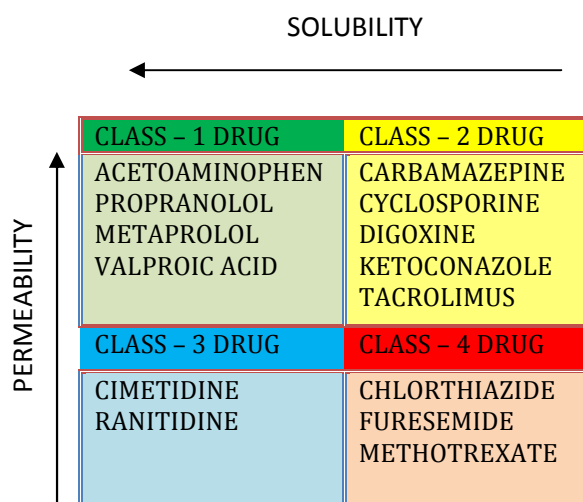 SOLUBILITY
PERMEABILITY
CLASS – 1 DRUG
ACETOAMINOPHEN
PROPRANOLOL
METAPROLOL
VALPROIC ACID
CLASS – 2 DRUG
CARBAMAZEPINE
CYCLOSPORINE
DIGOXINE
KETOCONAZOLE
TACROLIMUS
CLASS – 3 DRUG
CIMETIDINE
RANITIDINE
CLASS – 4 DRUG
CHLORTHIAZIDE
FURESEMIDE
METHOTREXATE